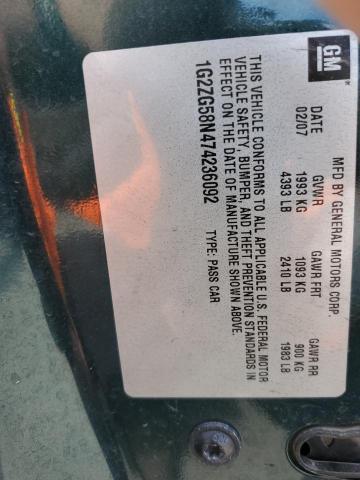 GM
MFD BY GENERAL MOTORS CORP.
DATE GVWR GAWR FRT GAWR RR
02/07 1993 KG 1093 KG 900 KG
4393 LB 2410 LB 1983 LB
THIS VEHICLE CONFORMS TO ALL APPLICABLE U.S. FEDERAL MOTOR
VEHICLE SAFETY, BUMPER, AND THEFT PREVENTION STANDARDS IN
EFFECT ON THE DATE OF MANUFACTURE SHOWN ABOVE.
1G2ZG58N474236092 TYPE: PASS CAR